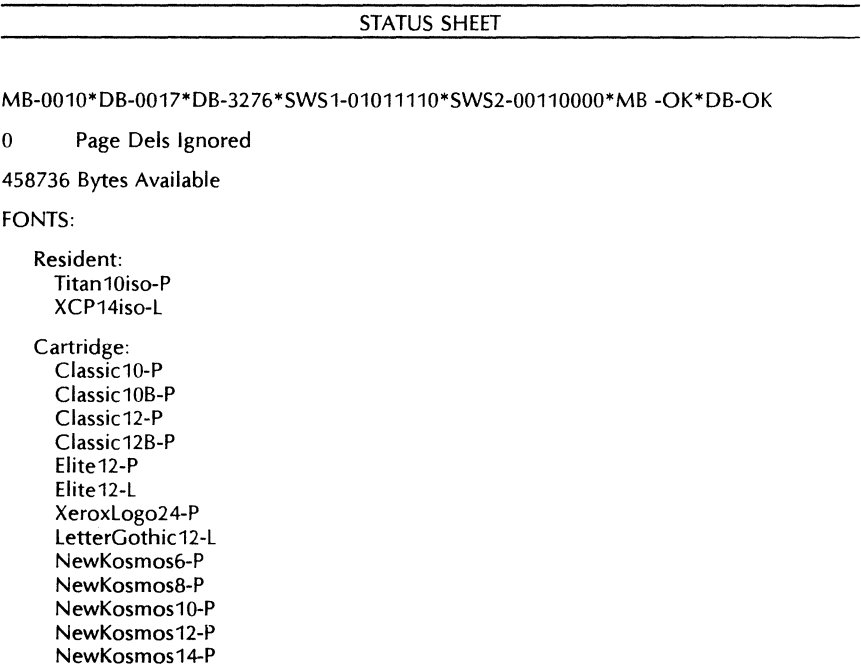 STATUS SHEET
MB-0010*DB-0017*DB-3276*SWS1-01011110*SWS2-00110000*MB -OK*DB-OK
0 Page Dels Ignored
458736 Bytes Available
FONTS:
Resident:
Titan10iso-P
XCP14iso-L
Cartridge:
Classic10-P
Classic10B-P
Classic12-P
Classic12B-P
Elite12-P
Elite12-L
XeroxLogo24-P
LetterGothic12-L
NewKosmos6-P
NewKosmos8-P
NewKosmos10-P
NewKosmos12-P
NewKosmos14-P